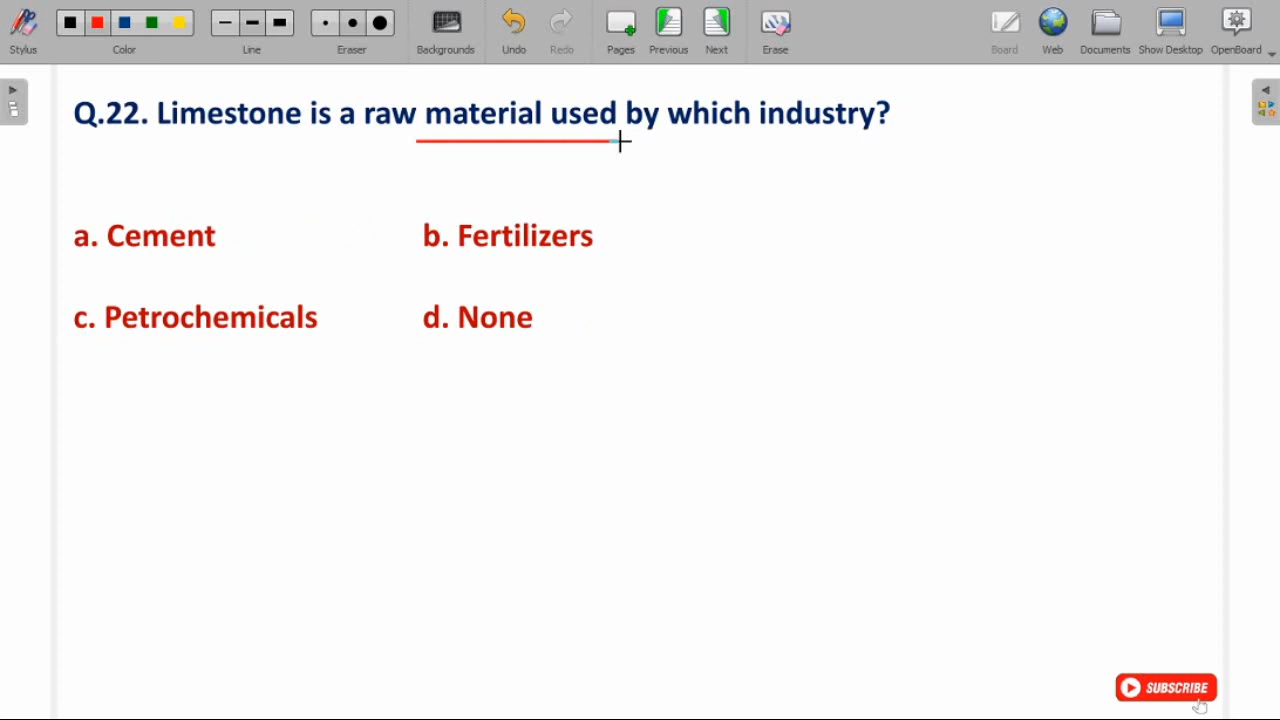 Stylus Color Line Eraser Backgrounds Undo Redo Pages Previous Next Erase Board Web Documents Show Desktop OpenBoard
Q.22. Limestone is a raw material used by which industry?
a. Cement b. Fertilizers
c. Petrochemicals d. None
SUBSCRIBE